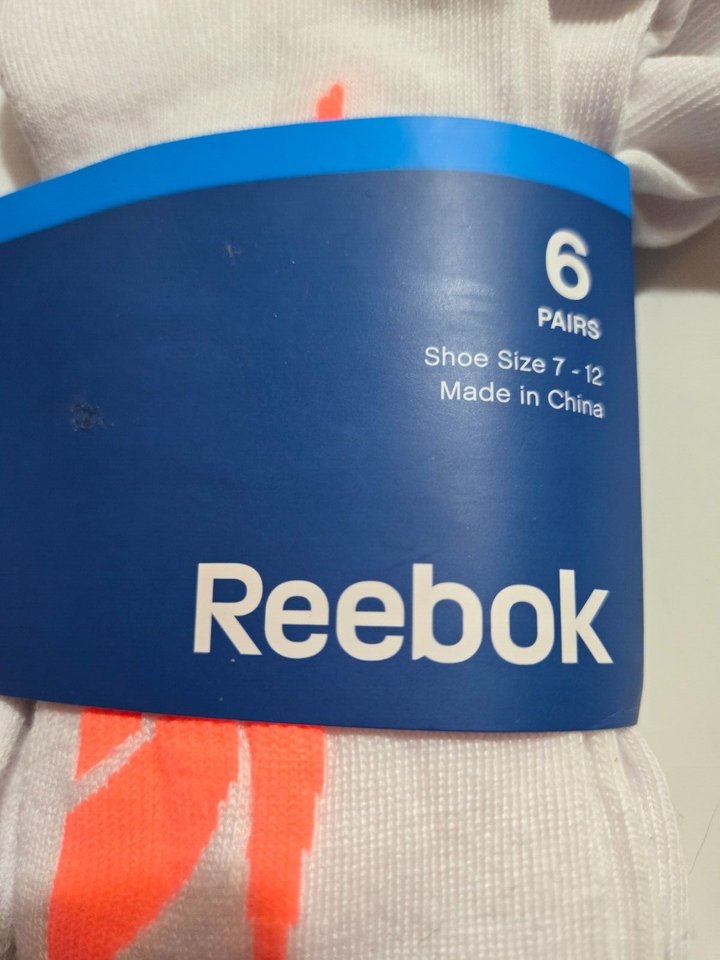 6
PAIRS
Shoe Size 7 - 12
Made in China
Reebok